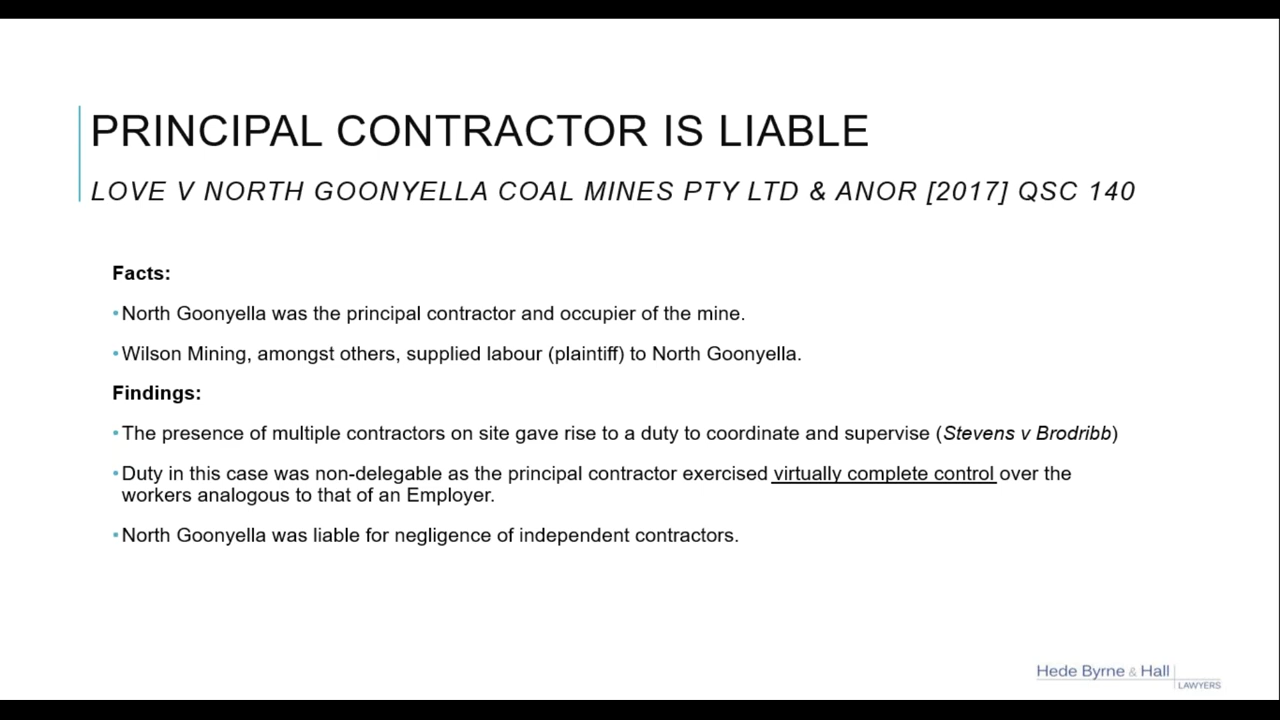 PRINCIPAL CONTRACTOR IS LIABLE
LOVE V NORTH GOONYELLA COAL MINES PTY LTD & ANOR [2017] QSC 140
Facts:
•North Goonyella was the principal contractor and occupier of the mine.
•Wilson Mining, amongst others, supplied labour (plaintiff) to North Goonyella.
Findings:
•The presence of multiple contractors on site gave rise to a duty to coordinate and supervise (Stevens v Brodribb)
•Duty in this case was non-delegable as the principal contractor exercised virtually complete control over the
workers analogous to that of an Employer.
•North Goonyella was liable for negligence of independent contractors.
Hede Byrne & Hall
LAWYERS